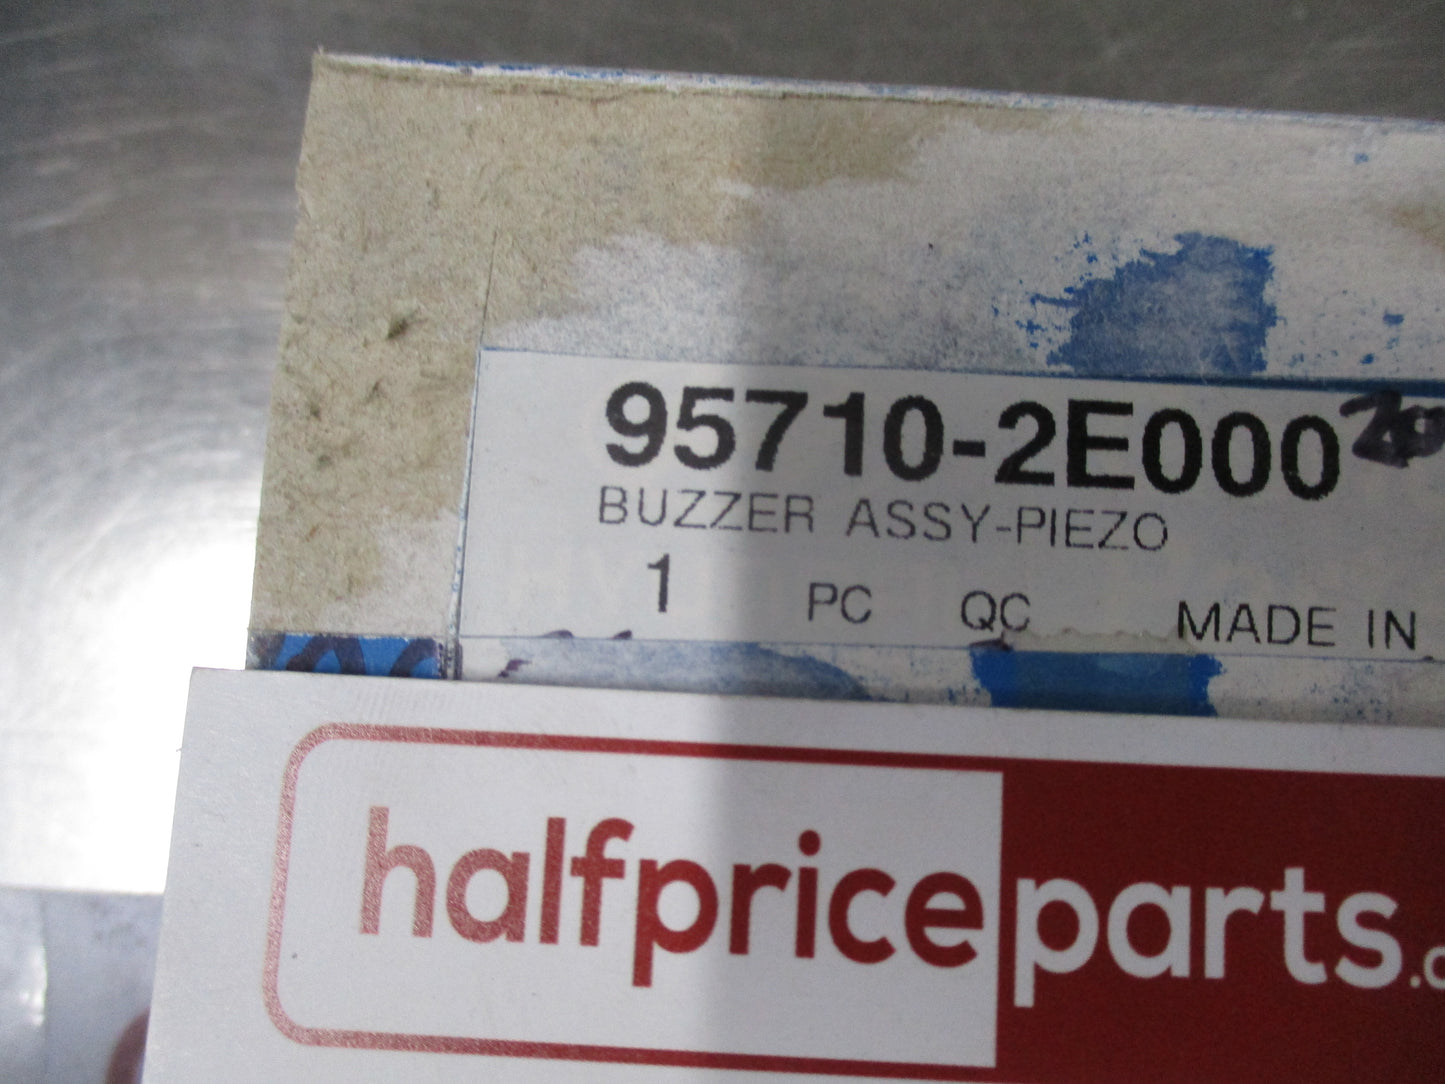 95710-2E000
BUZZER ASSY-PIEZO
1 PC QC MADE IN
halfpriceparts.c